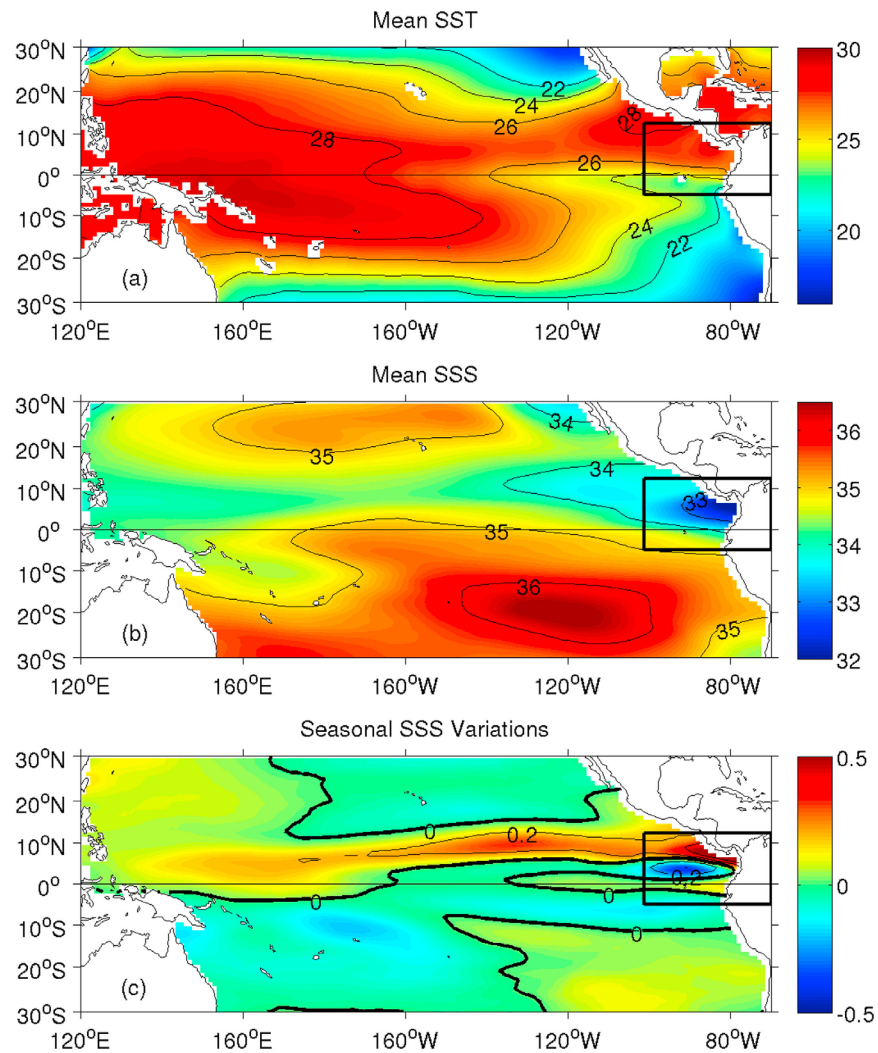 Mean SST
30°N
20°N
10°N
0°
10°S
20°S
30°S
28
22
24
26
28
26
24
22
(a)
120°E 160°E 160°W 120°W 80°W
30
25
20
Mean SSS
30°N
20°N
10°N
0°
10°S
20°S
30°S
35
34
34
33
35
36
35
(b)
120°E 160°E 160°W 120°W 80°W
36
35
34
33
32
Seasonal SSS Variations
30°N
20°N
10°N
0°
10°S
20°S
30°S
0
0.2
0.2
0
0
0
(c)
120°E 160°E 160°W 120°W 80°W
0.5
0
-0.5